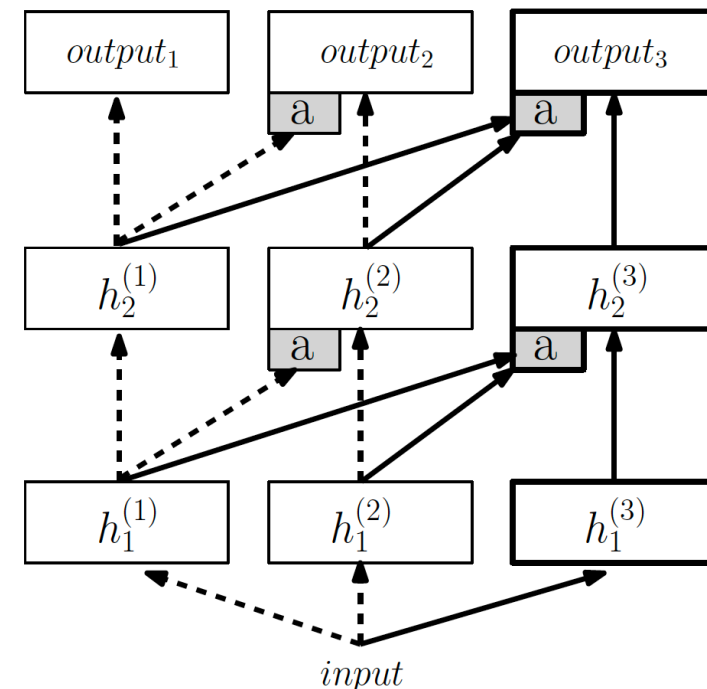 output₁ output₂ output₃
a a
h₂⁽¹⁾ h₂⁽²⁾ h₂⁽³⁾
a a
h₁⁽¹⁾ h₁⁽²⁾ h₁⁽³⁾
input